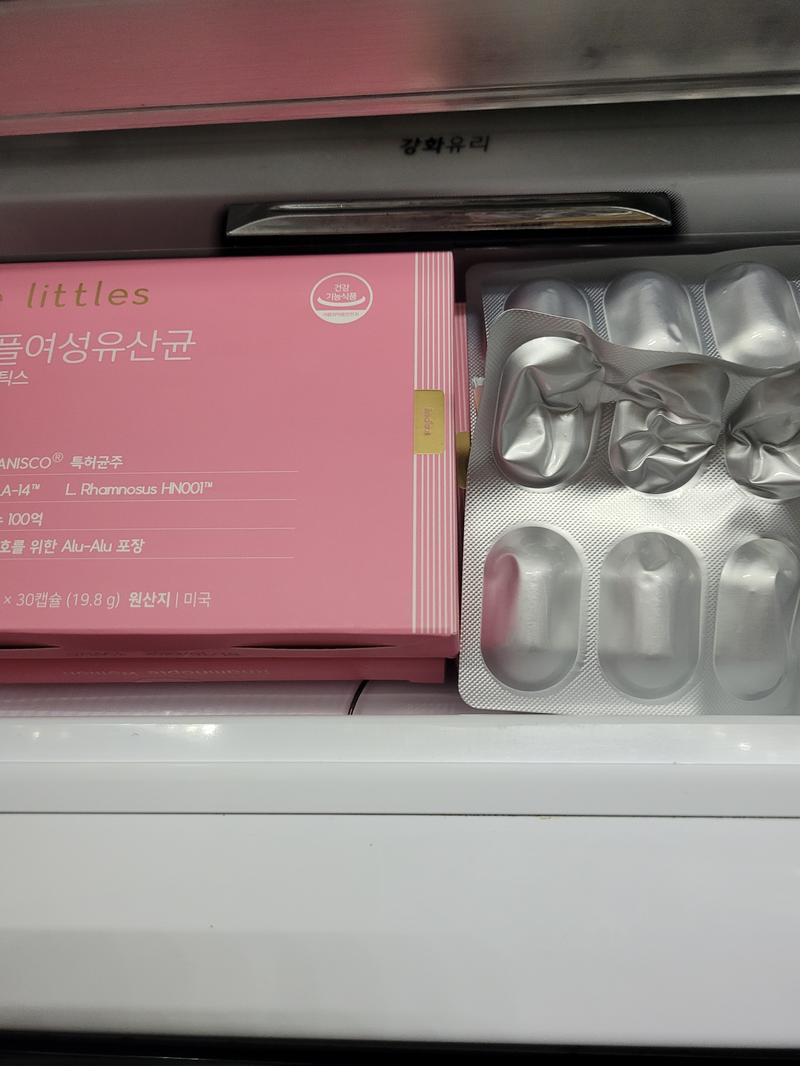 강화유리
littles
건강
기능식품
플여성유산균
틱스
ANISCO® 특허균주
A-14™ L. Rhamnosus HN001™
100억
호를 위한 Alu-Alu 포장
× 30캡슐 (19.8 g) 원산지 | 미국